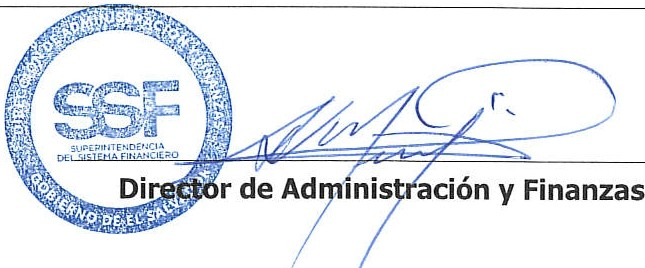 DIRECCIÓN DE ADMINISTRACIÓN Y FINANZAS
SSF
SUPERINTENDENCIA
DEL SISTEMA FINANCIERO
GOBIERNO DE EL SALVADOR
Director de Administración y Finanzas